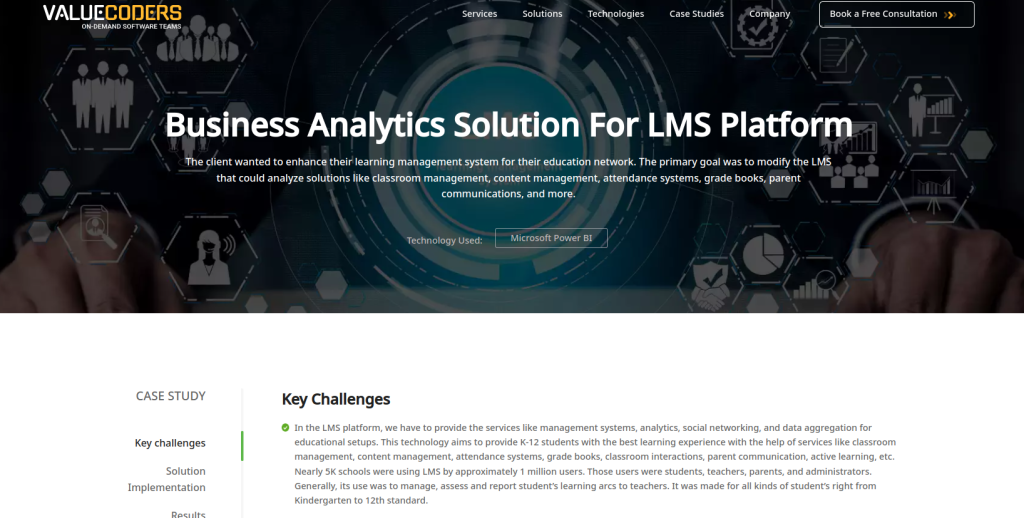 VALUECODERS
ON-DEMAND SOFTWARE TEAMS
Services
Solutions
Technologies
Case Studies
Company
Book a Free Consultation
Business Analytics Solution For LMS Platform
The client wanted to enhance their learning management system for their education network. The primary goal was to modify the LMS
that could analyze solutions like classroom management, content management, attendance systems, grade books, parent
communications, and more.
Technology Used:
Microsoft Power BI
CASE STUDY
Key challenges
Solution
Implementation
Results
Key Challenges
In the LMS platform, we have to provide the services like management systems, analytics, social networking, and data aggregation for
educational setups. This technology aims to provide K-12 students with the best learning experience with the help of services like classroom
management, content management, attendance systems, grade books, classroom interactions, parent communication, active learning, etc.
Nearly 5K schools were using LMS by approximately 1 million users. Those users were students, teachers, parents, and administrators.
Generally, its use was to manage, assess and report student's learning arcs to teachers. It was made for all kinds of student's right from
Kindergarten to 12th standard.